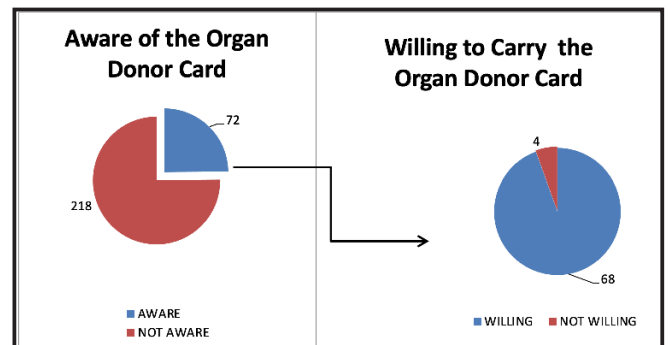 Aware of the Organ
Donor Card
72
218
AWARE
NOT AWARE
Willing to Carry the
Organ Donor Card
4
68
WILLING NOT WILLING